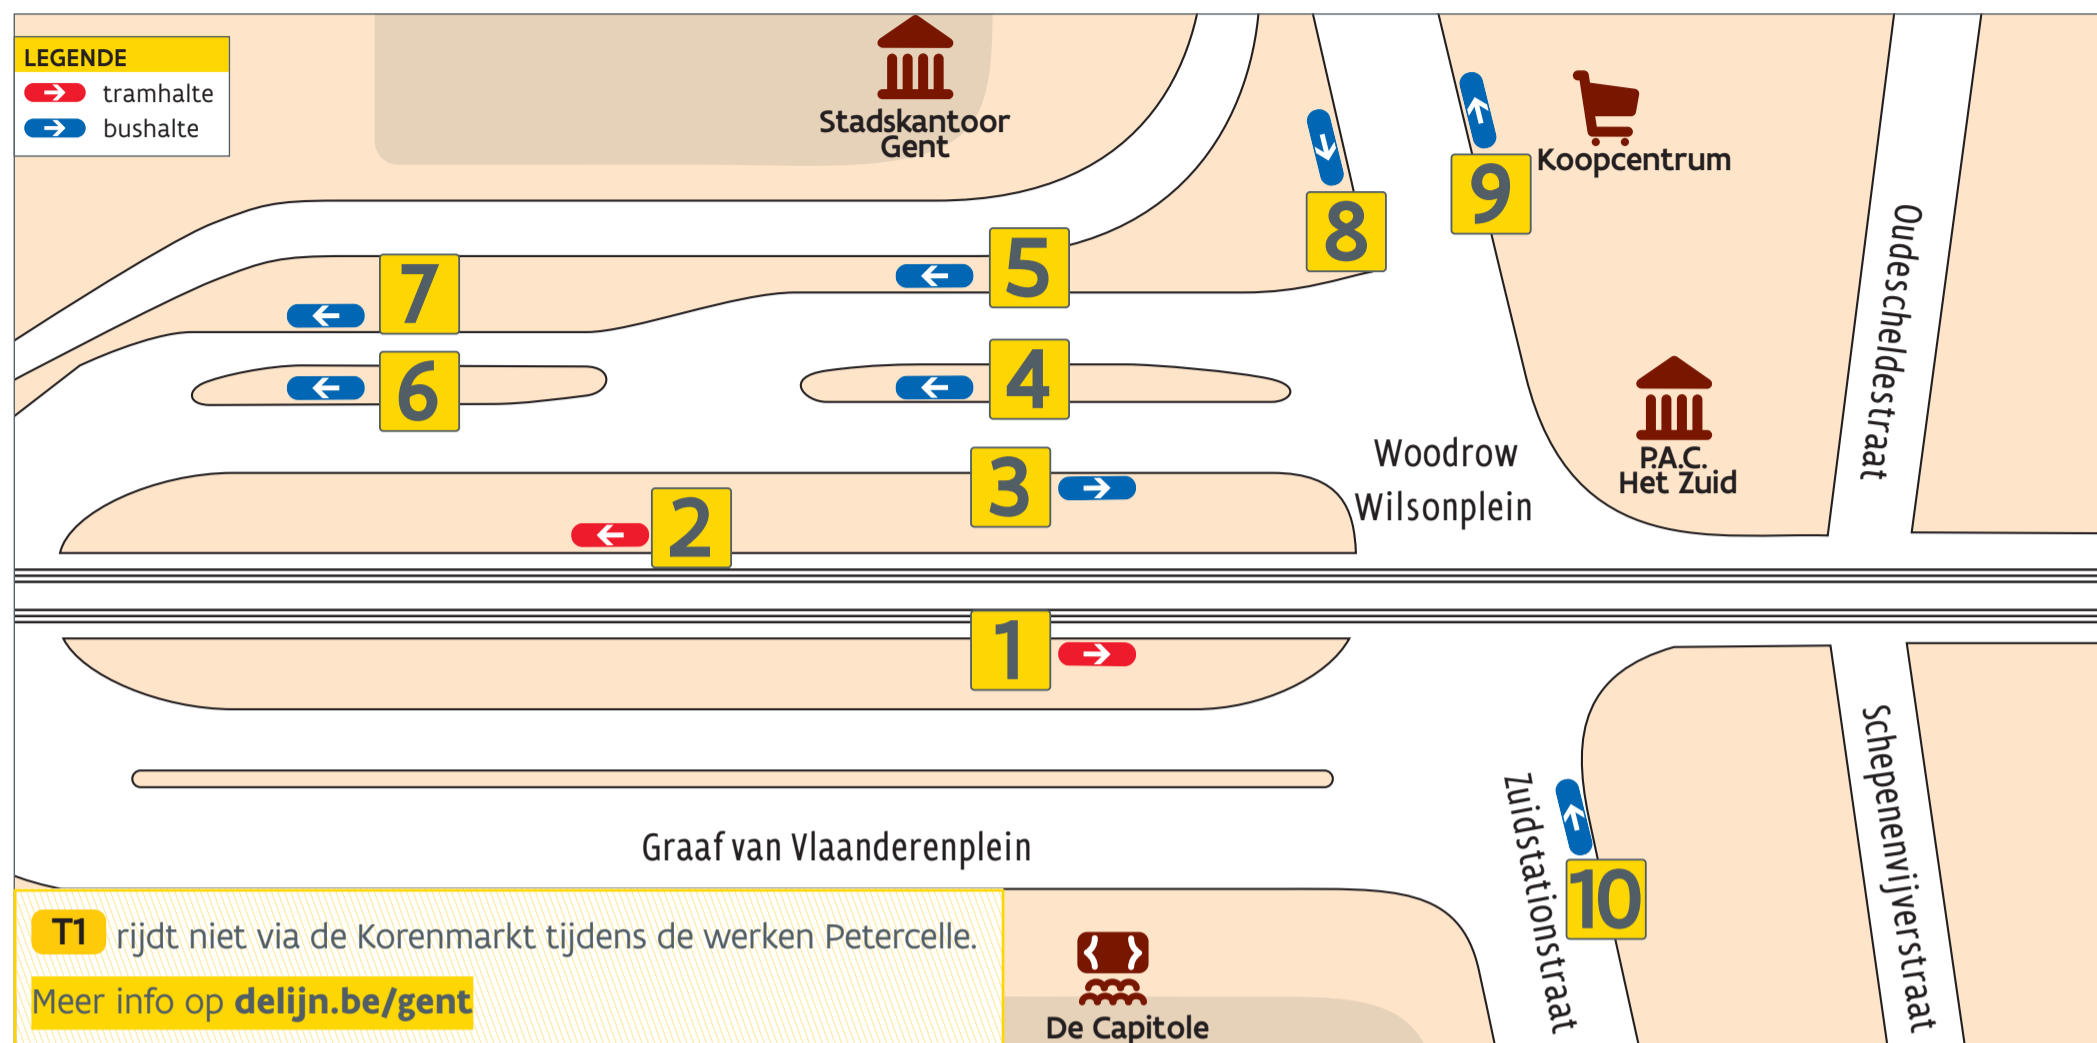 LEGENDE
tramhalte
bushalte
Stadskantoor
Gent
Koopcentrum
9
8
5
7
Oudescheldestraat
4
6
Woodrow
Wilsonplein
P.A.C.
Het Zuid
3
2
1
Graaf van Vlaanderenplein
Zuidstationstraat
10
Schepenenvijverstraat
T1 rijdt niet via de Korenmarkt tijdens de werken Petercelle.
Meer info op delijn.be/gent
De Capitole